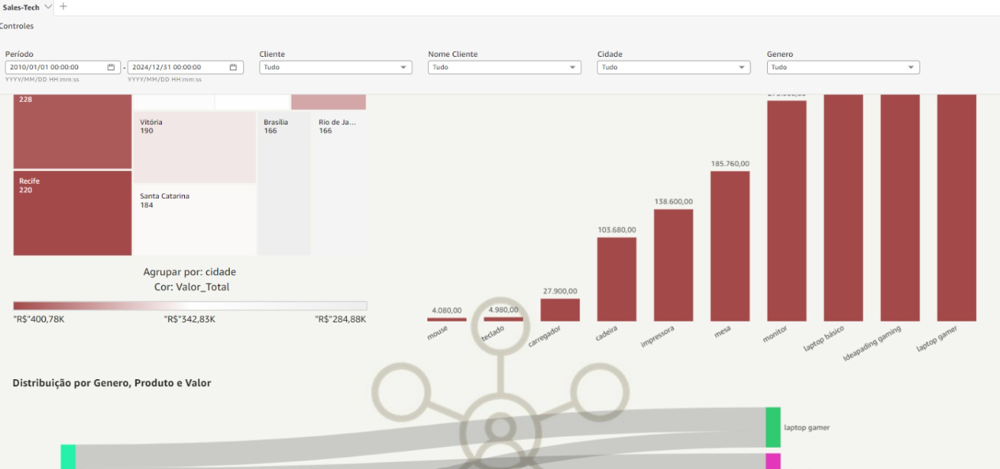 Sales-Tech
Controles
Período
2010/01/01 00:00:00 - 2024/12/31 00:00:00
YYYY/MM/DD HH:mm:ss YYYY/MM/DD HH:mm:ss
Cliente
Tudo
Nome Cliente
Tudo
Cidade
Tudo
Genero
Tudo
228
Vitória
190
Brasília
166
Rio de Ja...
166
Recife
220
Santa Catarina
184
Agrupar por: cidade
Cor: Valor_Total
"R$"400,78K
"R$"342,83K
"R$"284,88K
4.080,00
4.980,00
27.900,00
103.680,00
138.600,00
185.760,00
mouse
teclado
carregador
cadeira
impressora
mesa
monitor
laptop básico
Ideapading gaming
laptop gamer
Distribuição por Genero, Produto e Valor
laptop gamer